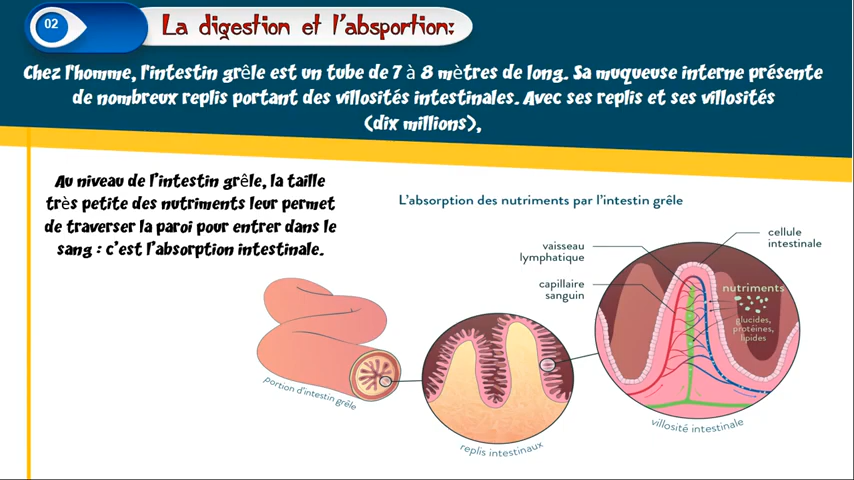 02
La digestion et l'absportion:
Chez l'homme, l'intestin grêle est un tube de 7 à 8 mètres de long. Sa muqueuse interne présente
de nombreux replis portant des villosités intestinales. Avec ses replis et ses villosités
(dix millions),
Au niveau de l'intestin grêle, la taille
très petite des nutriments leur permet
de traverser la paroi pour entrer dans le
sang : c'est l'absorption intestinale.
L'absorption des nutriments par l'intestin grêle
cellule
intestinale
vaisseau
lymphatique
capillaire
sanguin
nutriments
glucides,
protéines,
lipides
portion d'intestin grêle
replis intestinaux
villosité intestinale